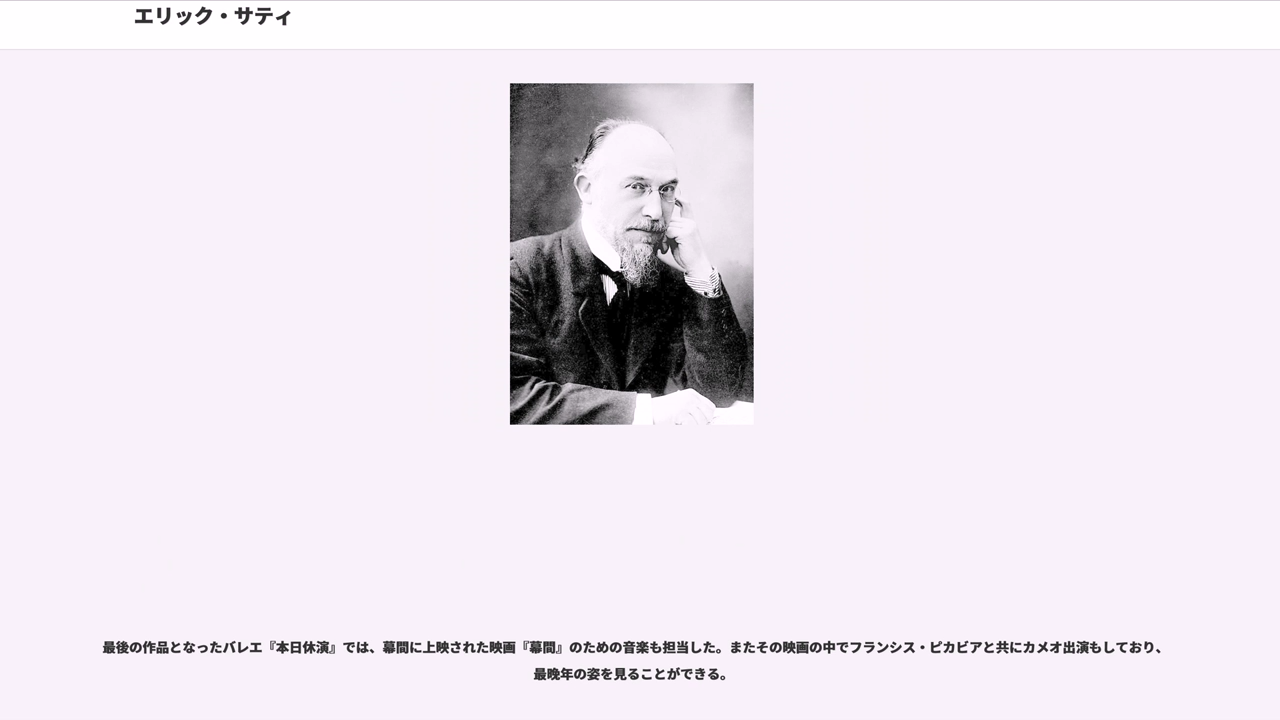 エリック・サティ
最後の作品となったバレエ『本日休演』では、幕間に上映された映画『幕間』のための音楽も担当した。またその映画の中でフランシス・ピカビアと共にカメオ出演もしており、
最晩年の姿を見ることができる。